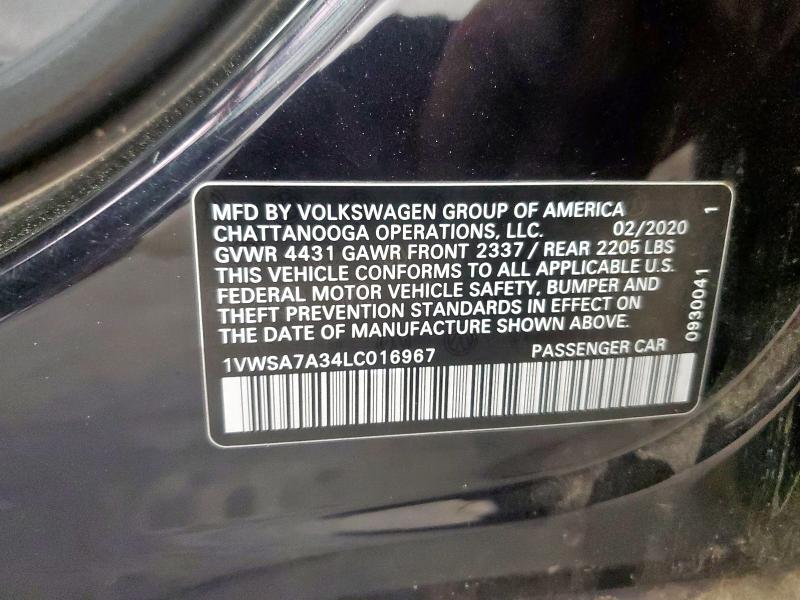 MFD BY VOLKSWAGEN GROUP OF AMERICA
CHATTANOOGA OPERATIONS, LLC. 02/2020
GVWR 4431 GAWR FRONT 2337 / REAR 2205 LBS
THIS VEHICLE CONFORMS TO ALL APPLICABLE U.S.
FEDERAL MOTOR VEHICLE SAFETY, BUMPER AND
THEFT PREVENTION STANDARDS IN EFFECT ON
THE DATE OF MANUFACTURE SHOWN ABOVE.
1VWSA7A34LC016967 PASSENGER CAR
0930041 1